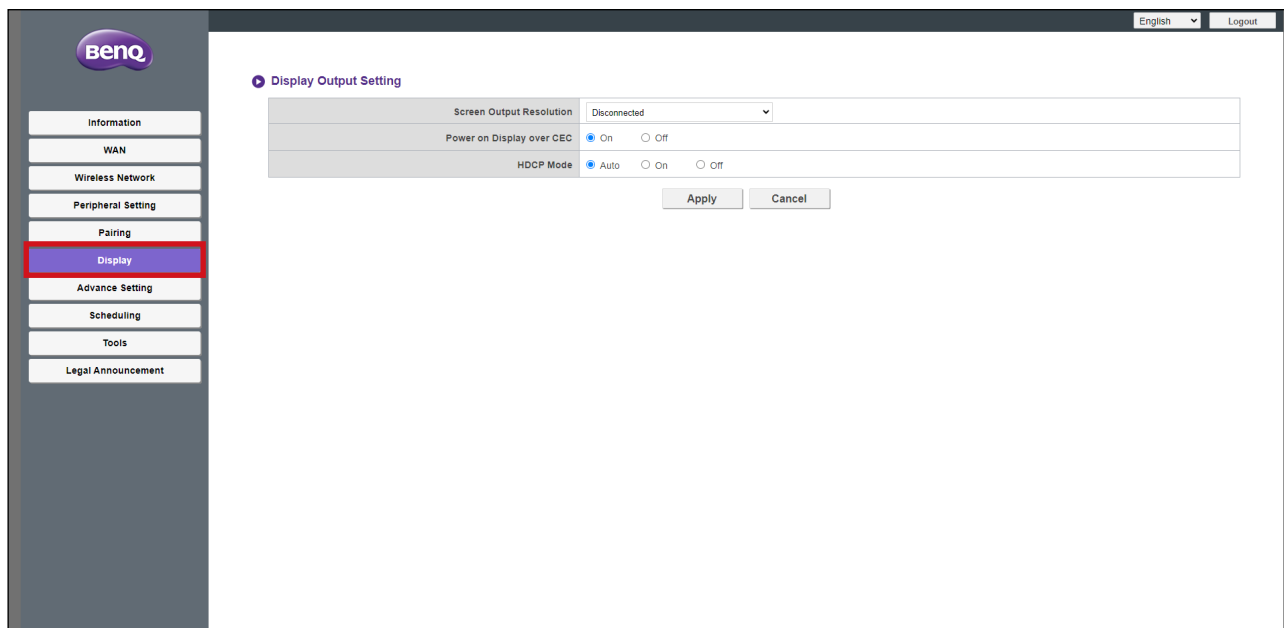 English Logout
BenQ
Display Output Setting
Screen Output Resolution Disconnected
Power on Display over CEC On Off
HDCP Mode Auto On Off
Apply Cancel
Information
WAN
Wireless Network
Peripheral Setting
Pairing
Display
Advance Setting
Scheduling
Tools
Legal Announcement